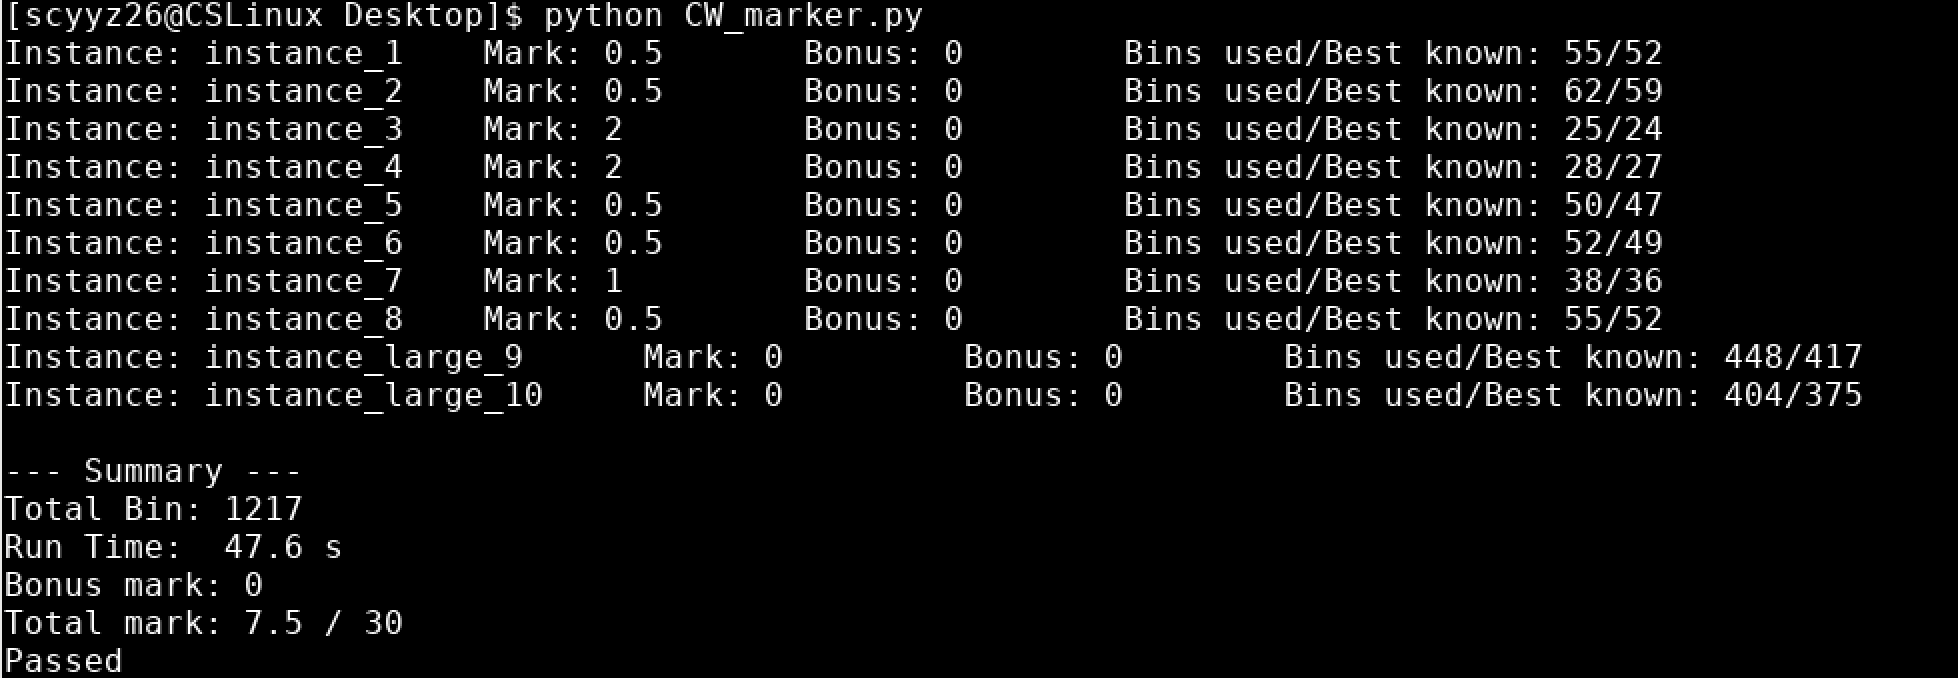 [scyyz26@CSLinux Desktop]$ python CW_marker.py
Instance: instance_1    Mark: 0.5       Bonus: 0        Bins used/Best known: 55/52
Instance: instance_2    Mark: 0.5       Bonus: 0        Bins used/Best known: 62/59
Instance: instance_3    Mark: 2         Bonus: 0        Bins used/Best known: 25/24
Instance: instance_4    Mark: 2         Bonus: 0        Bins used/Best known: 28/27
Instance: instance_5    Mark: 0.5       Bonus: 0        Bins used/Best known: 50/47
Instance: instance_6    Mark: 0.5       Bonus: 0        Bins used/Best known: 52/49
Instance: instance_7    Mark: 1         Bonus: 0        Bins used/Best known: 38/36
Instance: instance_8    Mark: 0.5       Bonus: 0        Bins used/Best known: 55/52
Instance: instance_large_9      Mark: 0         Bonus: 0        Bins used/Best known: 448/417
Instance: instance_large_10     Mark: 0         Bonus: 0        Bins used/Best known: 404/375

--- Summary ---
Total Bin: 1217
Run Time:  47.6 s
Bonus mark: 0
Total mark: 7.5 / 30
Passed